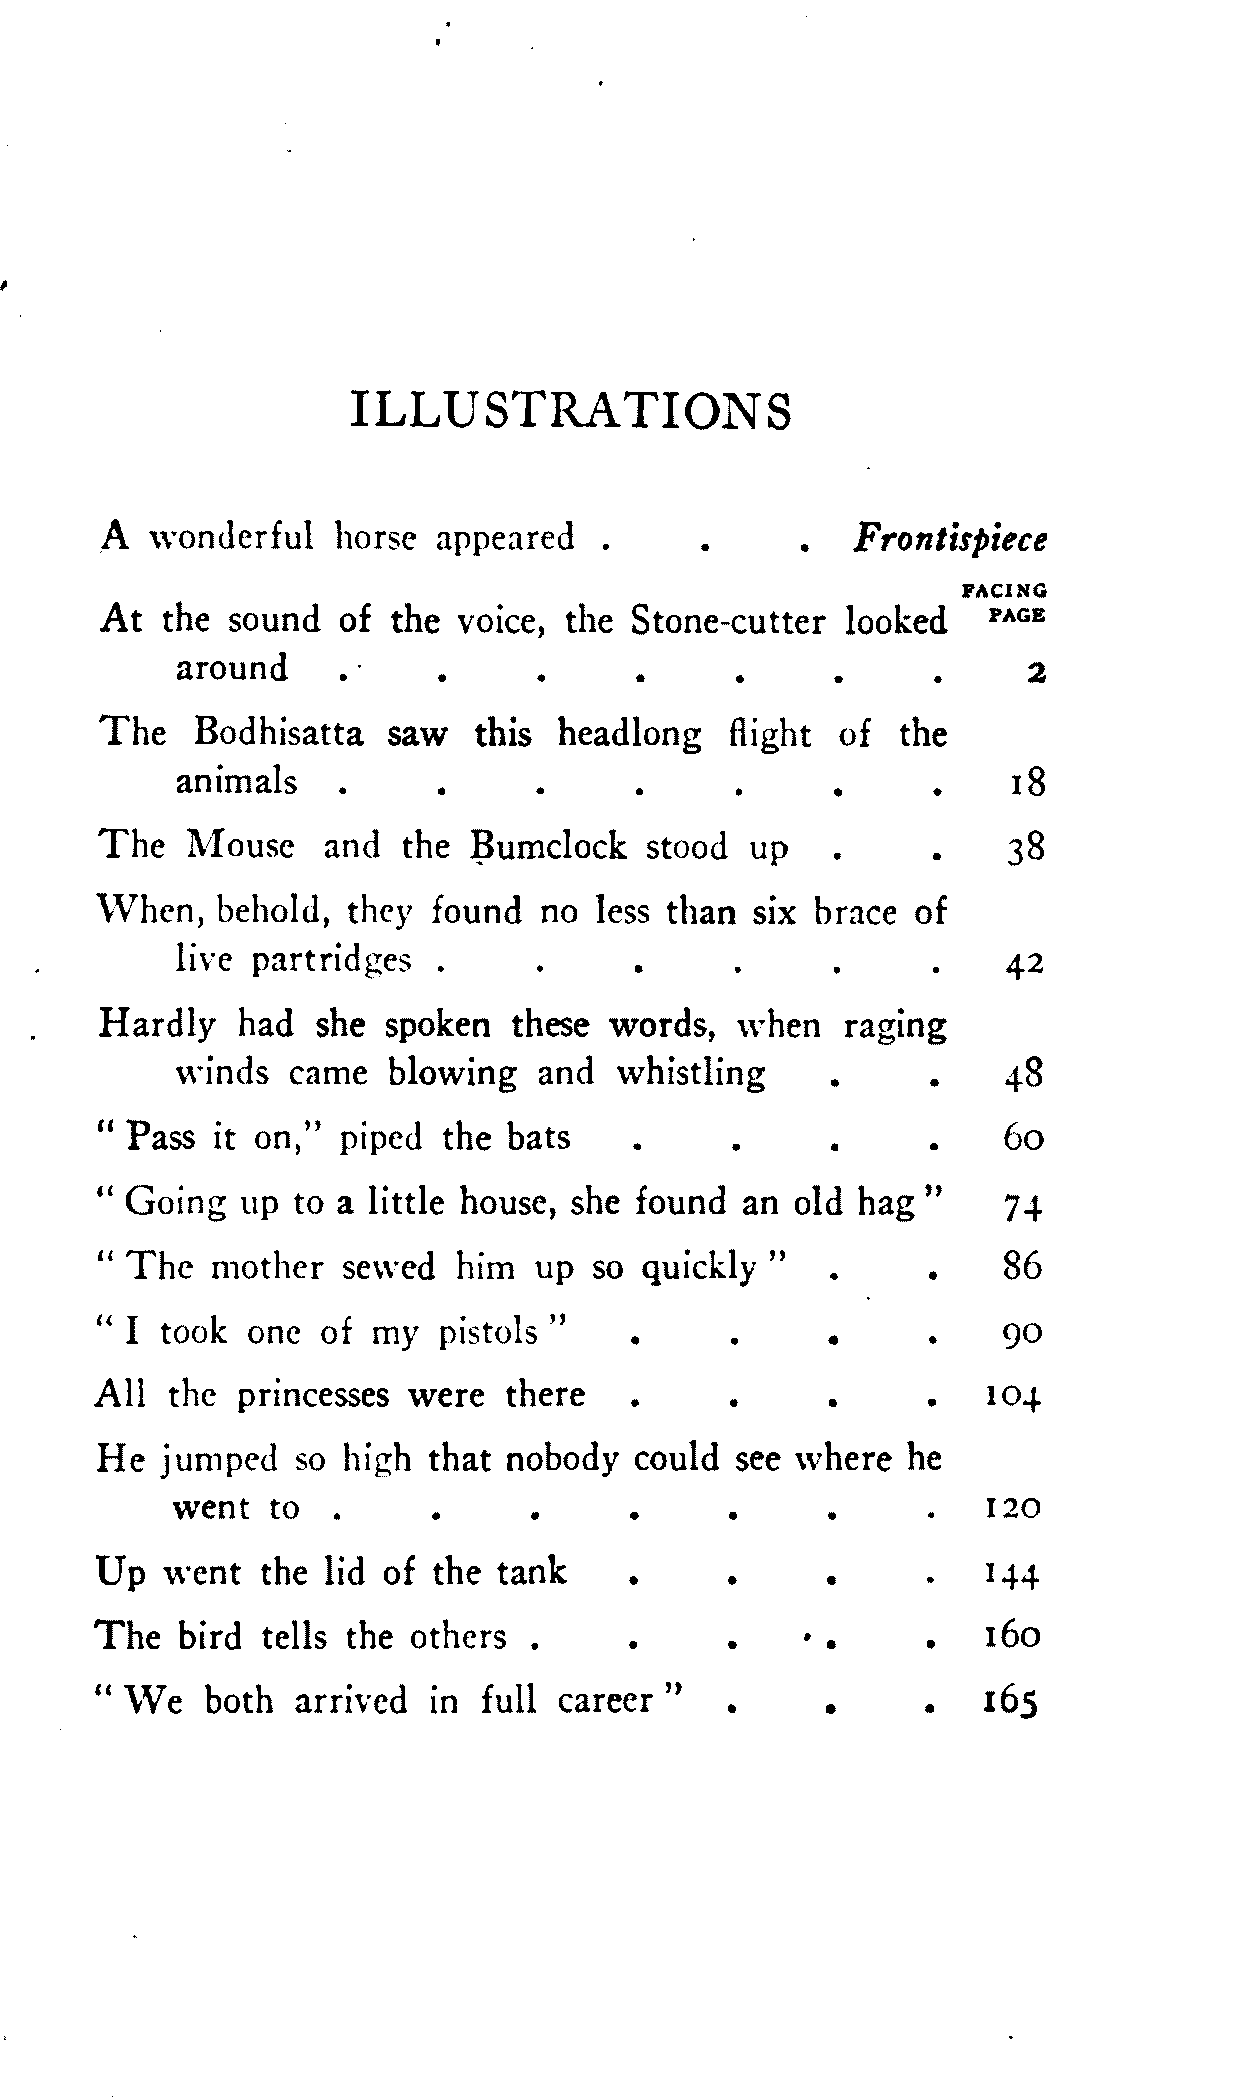 ILLUSTRATIONS
A wonderful horse appeared . . . Frontispiece
FACING
At the sound of the voice, the Stone-cutter looked PAGE
around . . . . . . . 2
The Bodhisatta saw this headlong flight of the
animals . . . . . . . 18
The Mouse and the Bumclock stood up . . 38
When, behold, they found no less than six brace of
live partridges . . . . . . 42
Hardly had she spoken these words, when raging
winds came blowing and whistling . . 48
“ Pass it on,” piped the bats . . . . 60
“ Going up to a little house, she found an old hag ” 74
“ The mother sewed him up so quickly ” . . 86
“ I took one of my pistols ” . . . . 90
All the princesses were there . . . . 104
He jumped so high that nobody could see where he
went to . . . . . . . 120
Up went the lid of the tank . . . . 144
The bird tells the others . . . . . 160
“ We both arrived in full career ” . . . 165